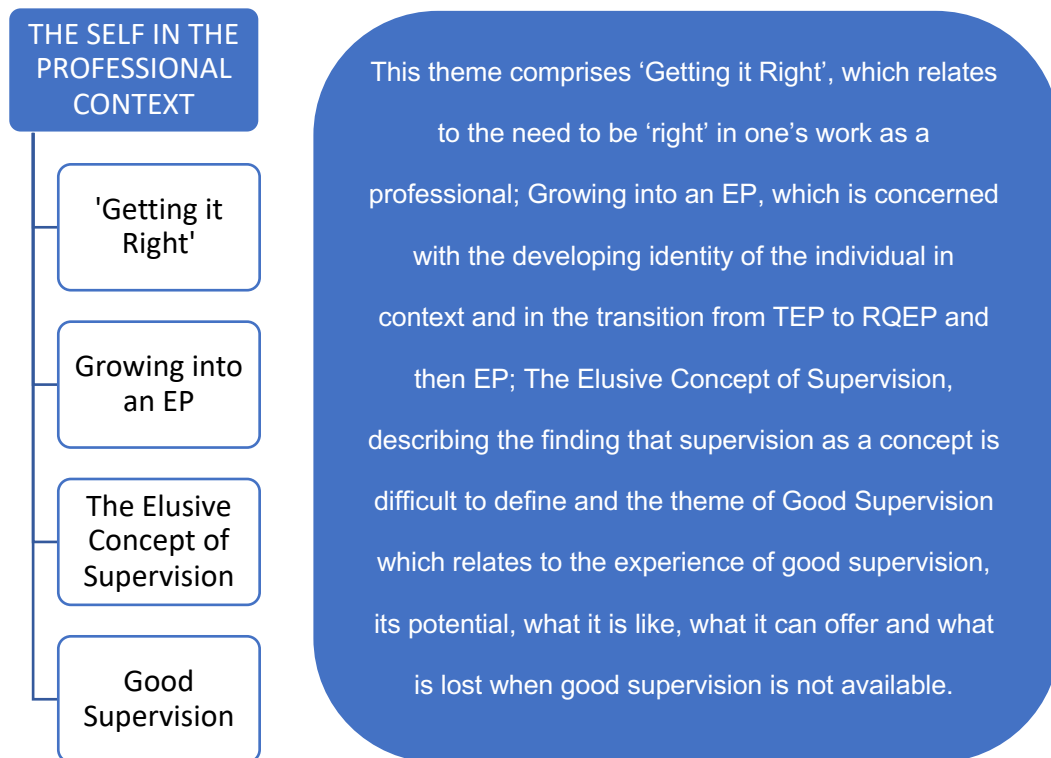 THE SELF IN THE
PROFESSIONAL
CONTEXT
'Getting it
Right'
Growing into
an EP
The Elusive
Concept of
Supervision
Good
Supervision
This theme comprises ‘Getting it Right’, which relates
to the need to be ‘right’ in one’s work as a
professional; Growing into an EP, which is concerned
with the developing identity of the individual in
context and in the transition from TEP to RQEP and
then EP; The Elusive Concept of Supervision,
describing the finding that supervision as a concept is
difficult to define and the theme of Good Supervision
which relates to the experience of good supervision,
its potential, what it is like, what it can offer and what
is lost when good supervision is not available.